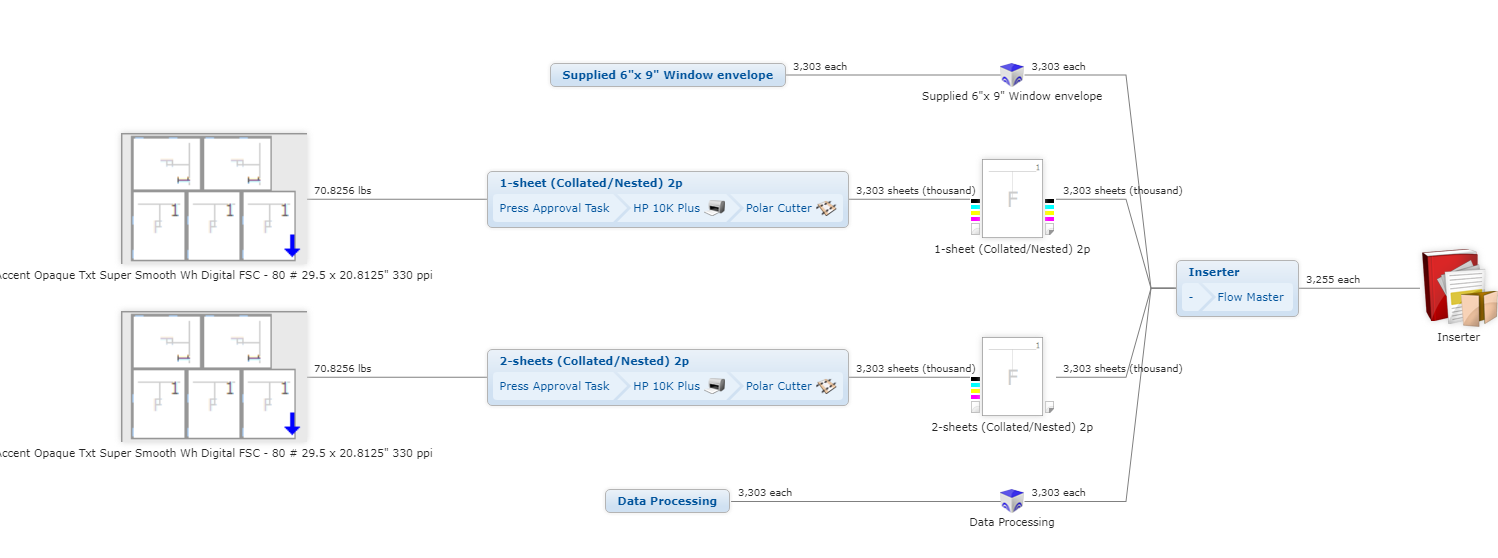 Supplied 6"x 9" Window envelope
3,303 each
3,303 each
Supplied 6"x 9" Window envelope
1
1
1
70.8256 lbs
1-sheet (Collated/Nested) 2p
Press Approval Task
HP 10K Plus
Polar Cutter
3,303 sheets (thousand)
1
F
3,303 sheets (thousand)
1-sheet (Collated/Nested) 2p
Accent Opaque Txt Super Smooth Wh Digital FSC - 80 # 29.5 x 20.8125" 330 ppi
Inserter
-
Flow Master
3,255 each
Inserter
1
1
1
70.8256 lbs
2-sheets (Collated/Nested) 2p
Press Approval Task
HP 10K Plus
Polar Cutter
3,303 sheets (thousand)
1
F
3,303 sheets (thousand)
2-sheets (Collated/Nested) 2p
Accent Opaque Txt Super Smooth Wh Digital FSC - 80 # 29.5 x 20.8125" 330 ppi
Data Processing
3,303 each
3,303 each
Data Processing